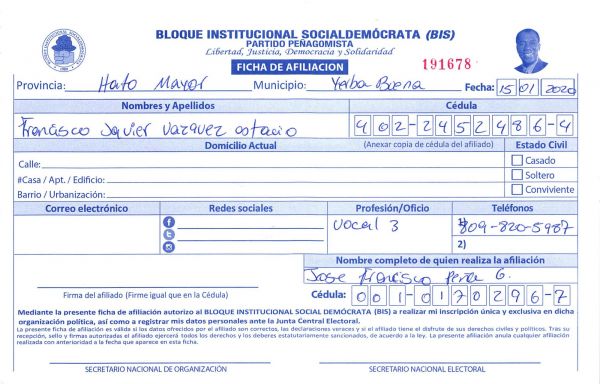 BLOQUE INSTITUCIONAL SOCIALDEMÓCRATA (BIS)
PARTIDO PEÑAGOMISTA
Libertad, Justicia, Democracia y Solidaridad
FICHA DE AFILIACION 191678
Provincia: Hato Mayor Municipio: Yerba Buena Fecha: 15 01 2020
Nombres y Apellidos Cédula
Francisco Javier Vazquez ostacio 402-2452486-4
Domicilio Actual (Anexar copia de cédula del afiliado) Estado Civil
Calle: Casado
#Casa / Apt. / Edificio: Soltero
Barrio / Urbanización: Conviviente
Correo electrónico Redes sociales Profesión/Oficio Teléfonos
Vocal 3 1) 809-820-5987
2)
Nombre completo de quien realiza la afiliación
Jose Francisco Peña G.
Firma del afiliado (Firme igual que en la Cédula) Cédula: 001-0170296-7
Mediante la presente ficha de afiliación autorizo al BLOQUE INSTITUCIONAL SOCIAL DEMÓCRATA (BIS) a realizar mi inscripción única y exclusiva en dicha
organización política, así como a registrar mis datos personales ante la Junta Central Electoral.
La presente ficha de afiliación es válida si los datos ofrecidos por el afiliado son correctos, las declaraciones veraces y si el afiliado tiene el disfrute de sus derechos civiles y políticos. Tras su
recepción, sello y firmas autorizadas el afiliado ejercerá todos los derechos y los deberes estatutariamente sancionados, de acuerdo a la ley. La presente afiliación anula cualquier afiliación
realizada con anterioridad a la fecha que aparece en esta ficha.
SECRETARIO NACIONAL DE ORGANIZACIÓN SECRETARIO NACIONAL ELECTORAL